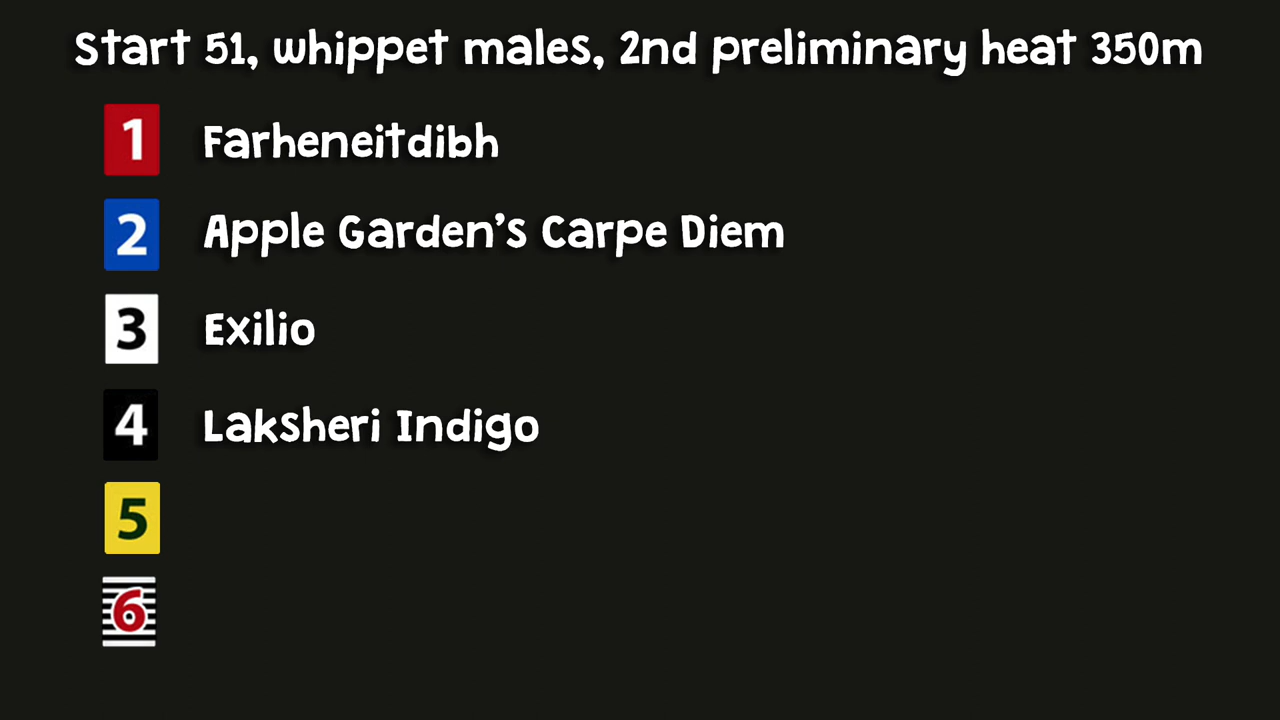 Start 51, whippet males, 2nd preliminary heat 350m
1 Farheneitdibh
2 Apple Garden's Carpe Diem
3 Exilio
4 Laksheri Indigo
5
6